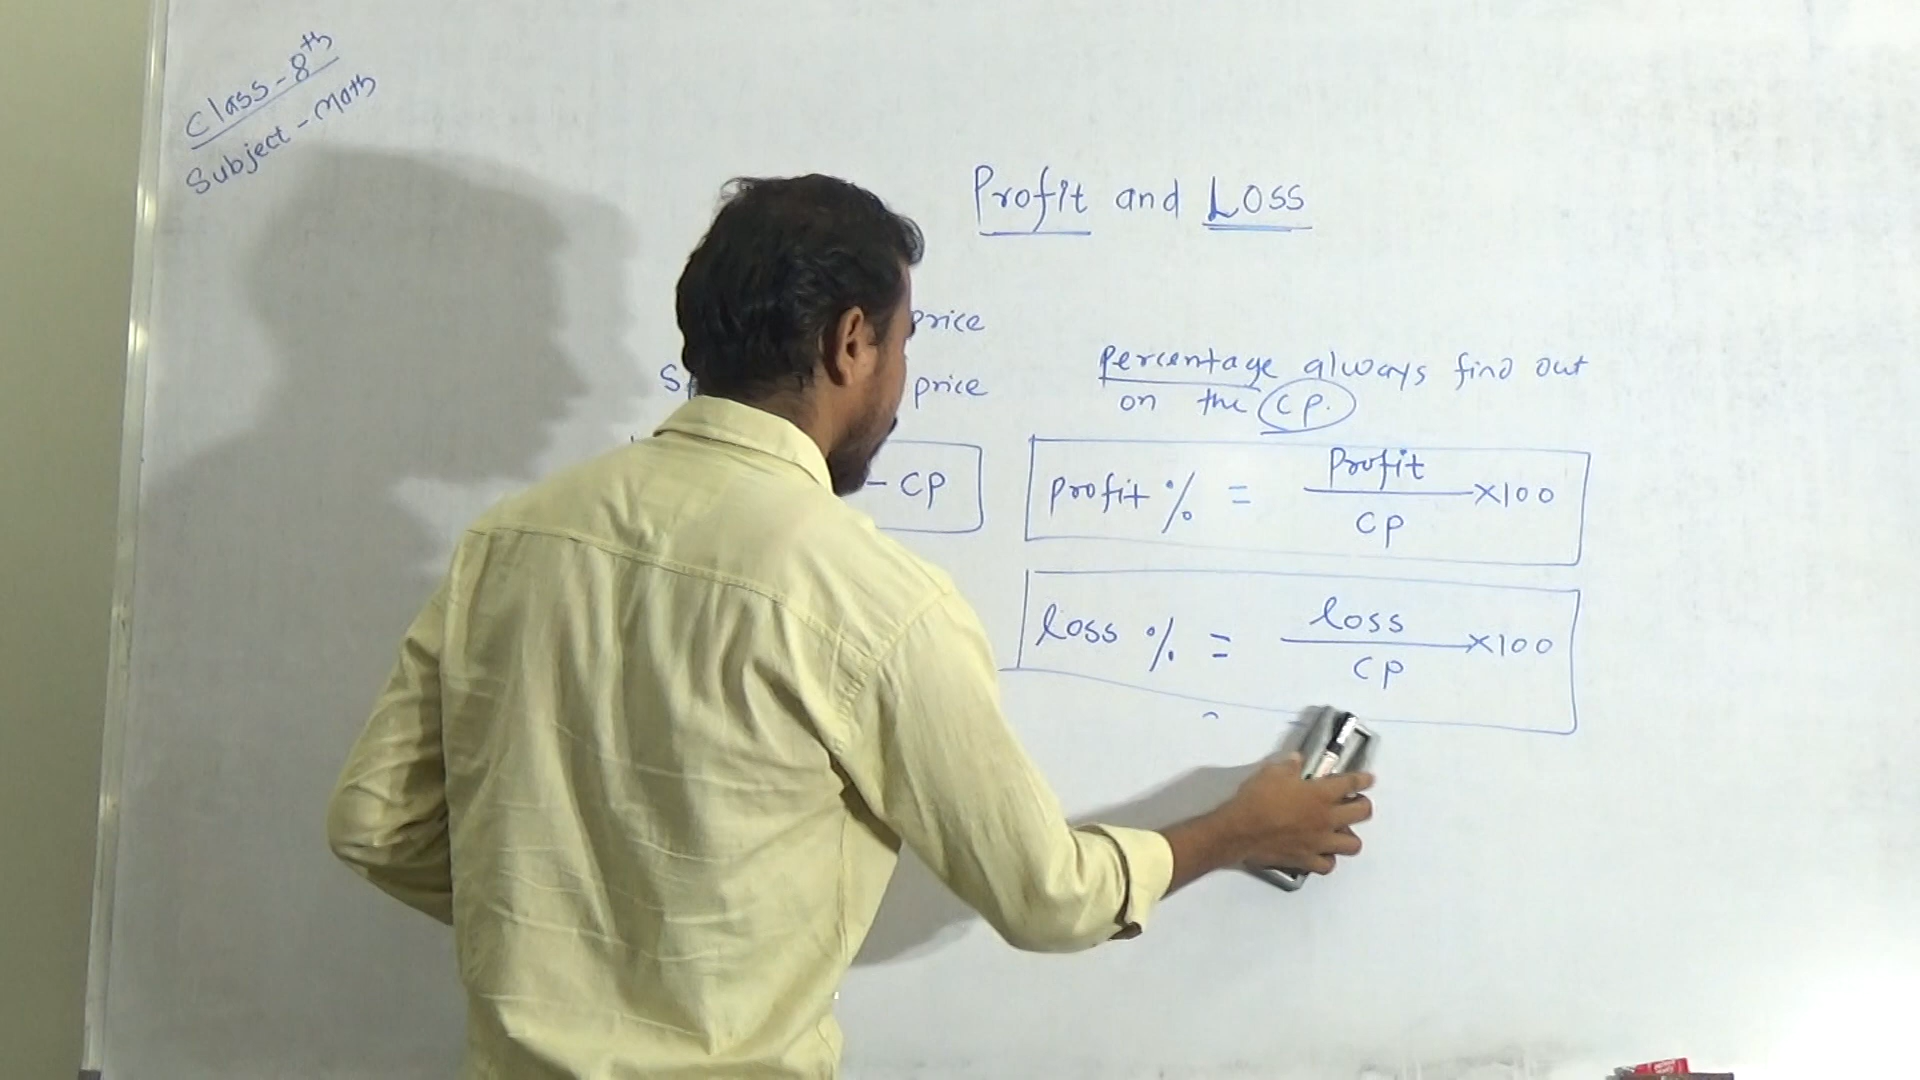 Class - 8th
Subject - Math
Profit and Loss
price
price
- CP
Percentage always find out
on the CP.
Profit % = Profit / CP ×100
loss % = loss / CP ×100